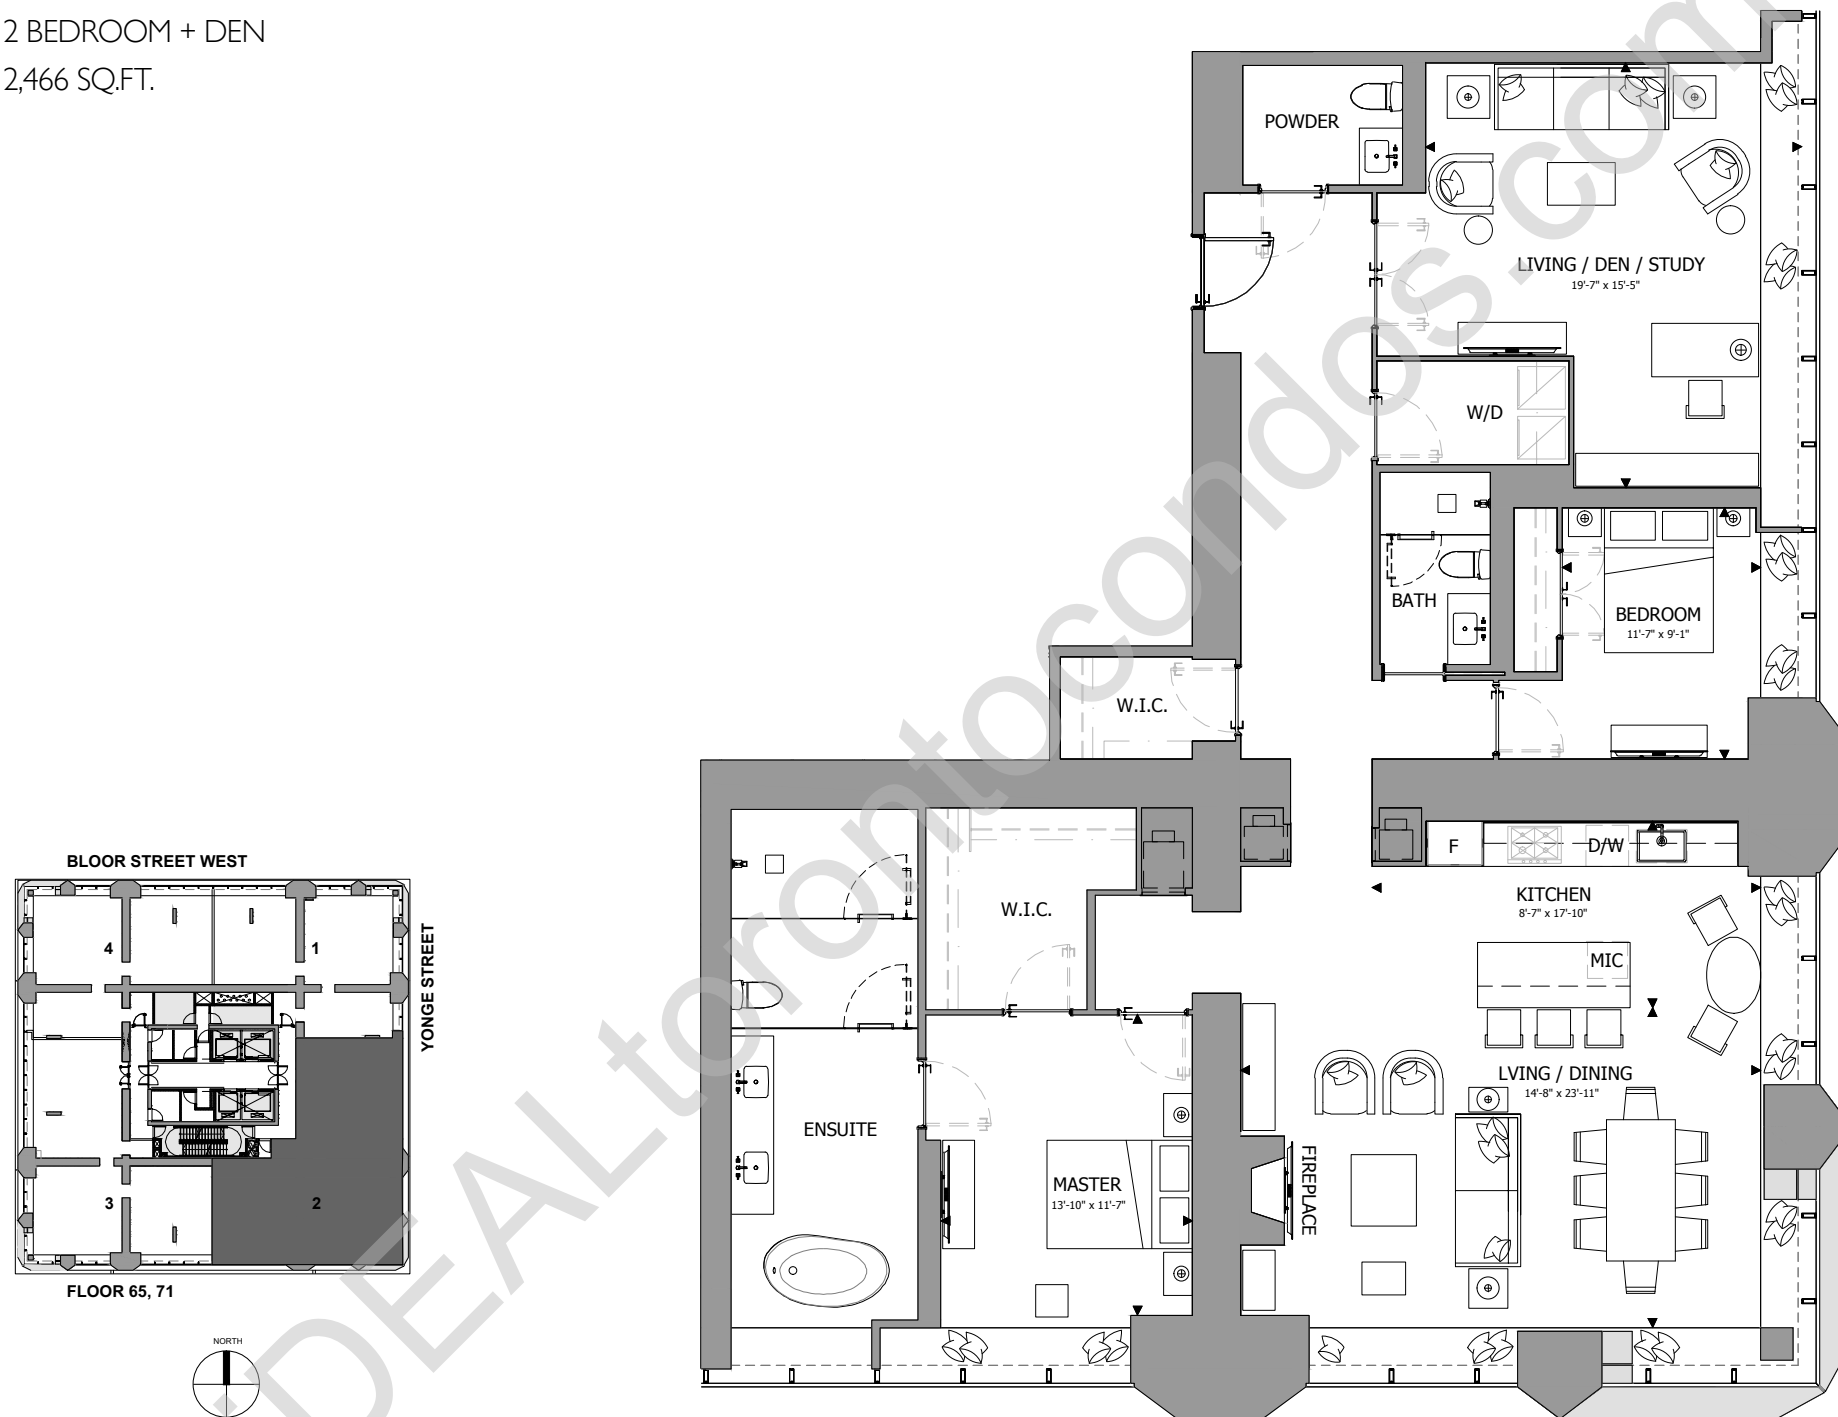 2 BEDROOM + DEN
2,466 SQ.FT.
POWDER
LIVING / DEN / STUDY
19'-7" x 15'-5"
W/D
BATH
BEDROOM
11'-7" x 9'-1"
W.I.C.
F
D/W
KITCHEN
8'-7" x 17'-10"
W.I.C.
MIC
LVING / DINING
14'-8" x 23'-11"
ENSUITE
MASTER
13'-10" x 11'-7"
FIREPLACE
BLOOR STREET WEST
YONGE STREET
4
1
3
2
FLOOR 65, 71
NORTH
iDEALtorontocondos.com